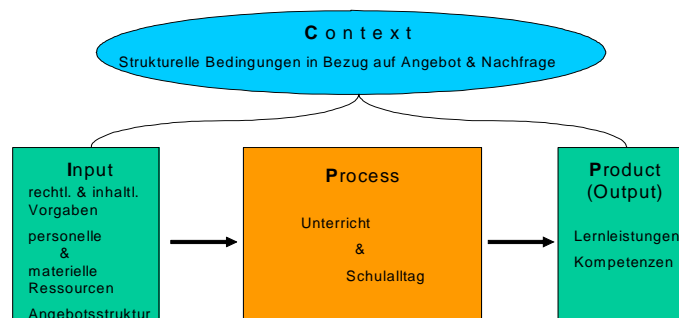 Context
Strukturelle Bedingungen in Bezug auf Angebot & Nachfrage
Input
rechtl. & inhaltl.
Vorgaben
personelle
&
materielle
Ressourcen
Angebotsstruktur
Process
Unterricht
&
Schulalltag
Product
(Output)
Lernleistungen
Kompetenzen